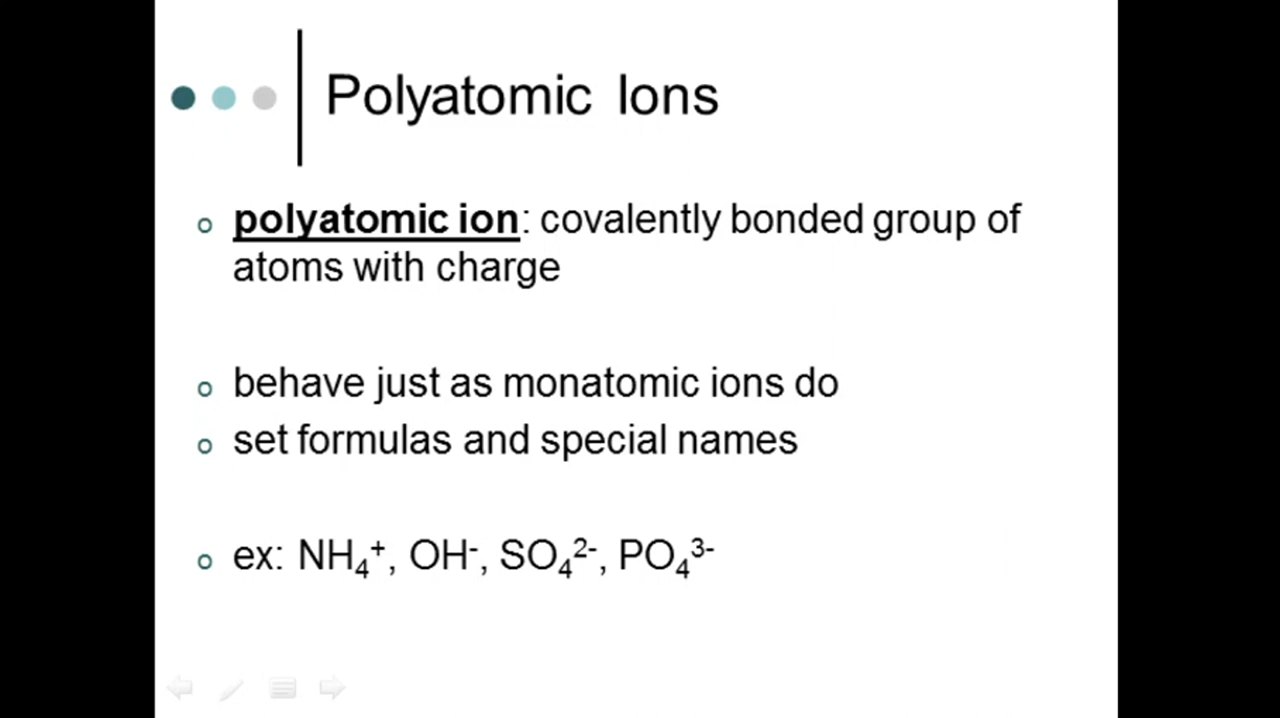 Polyatomic Ions
polyatomic ion: covalently bonded group of
atoms with charge
behave just as monatomic ions do
set formulas and special names
ex: NH₄⁺, OH⁻, SO₄²⁻, PO₄³⁻